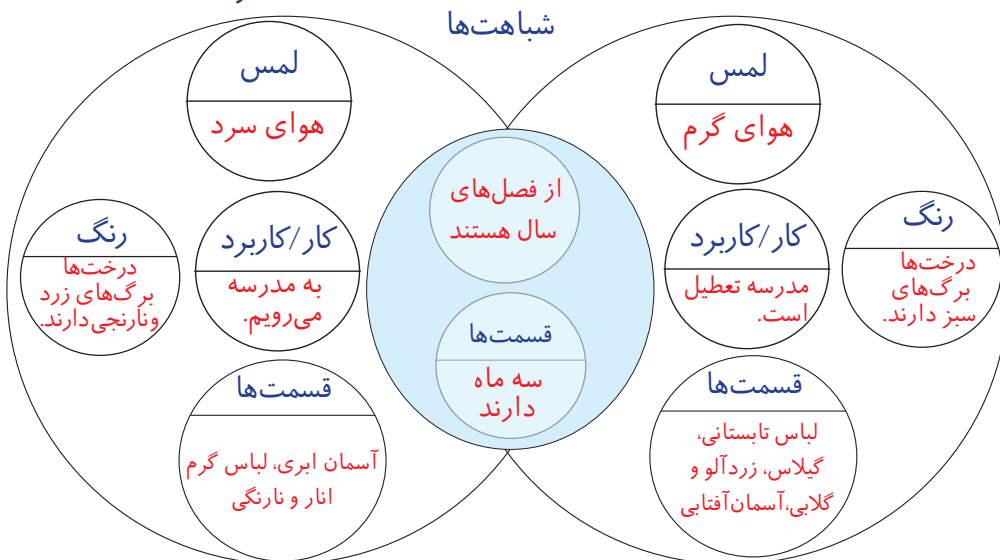 شباهت‌ها
لمس
هوای گرم
رنگ
درخت‌ها
برگ‌های
سبز دارند.
کار/کاربرد
مدرسه تعطیل
است.
قسمت‌ها
لباس تابستانی،
گیلاس، زردآلو و
گلابی،آسمان‌آفتابی
از فصل‌های
سال هستند
قسمت‌ها
سه ماه
دارند
لمس
هوای سرد
کار/کاربرد
به مدرسه
می‌رویم.
رنگ
درخت‌ها
برگ‌های زرد
ونارنجی‌دارند.
قسمت‌ها
آسمان ابری، لباس گرم
انار و نارنگی